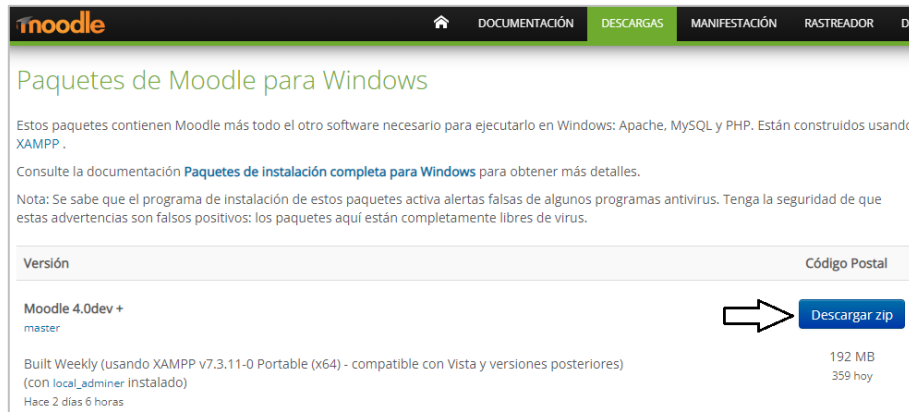 moodle
DOCUMENTACIÓN DESCARGAS MANIFESTACIÓN RASTREADOR D
Paquetes de Moodle para Windows
Estos paquetes contienen Moodle más todo el otro software necesario para ejecutarlo en Windows: Apache, MySQL y PHP. Están construidos usando
XAMPP .
Consulte la documentación Paquetes de instalación completa para Windows para obtener más detalles.
Nota: Se sabe que el programa de instalación de estos paquetes activa alertas falsas de algunos programas antivirus. Tenga la seguridad de que
estas advertencias son falsos positivos: los paquetes aquí están completamente libres de virus.
Versión Código Postal
Moodle 4.0dev +
master
Descargar zip
Built Weekly (usando XAMPP v7.3.11-0 Portable (x64) - compatible con Vista y versiones posteriores)
(con local_adminer instalado)
Hace 2 días 6 horas
192 MB
359 hoy